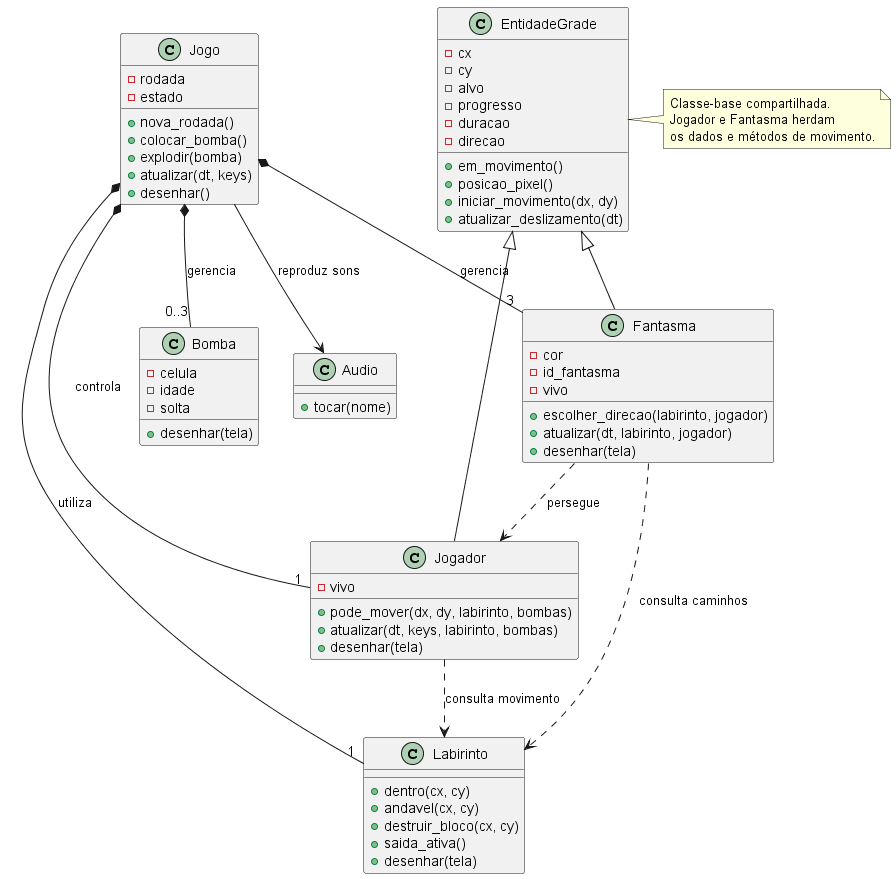 C Jogo
rodada
estado
nova_rodada()
colocar_bomba()
explodir(bomba)
atualizar(dt, keys)
desenhar()
C EntidadeGrade
cx
cy
alvo
progresso
duracao
direcao
em_movimento()
posicao_pixel()
iniciar_movimento(dx, dy)
atualizar_deslizamento(dt)
Classe-base compartilhada.
Jogador e Fantasma herdam
os dados e métodos de movimento.
gerencia
reproduz sons
gerencia
0..3
3
C Bomba
celula
idade
solta
desenhar(tela)
C Audio
tocar(nome)
C Fantasma
cor
id_fantasma
vivo
escolher_direcao(labirinto, jogador)
atualizar(dt, labirinto, jogador)
desenhar(tela)
controla
utiliza
persegue
1
C Jogador
vivo
pode_mover(dx, dy, labirinto, bombas)
atualizar(dt, keys, labirinto, bombas)
desenhar(tela)
consulta caminhos
consulta movimento
1
C Labirinto
dentro(cx, cy)
andavel(cx, cy)
destruir_bloco(cx, cy)
saida_ativa()
desenhar(tela)